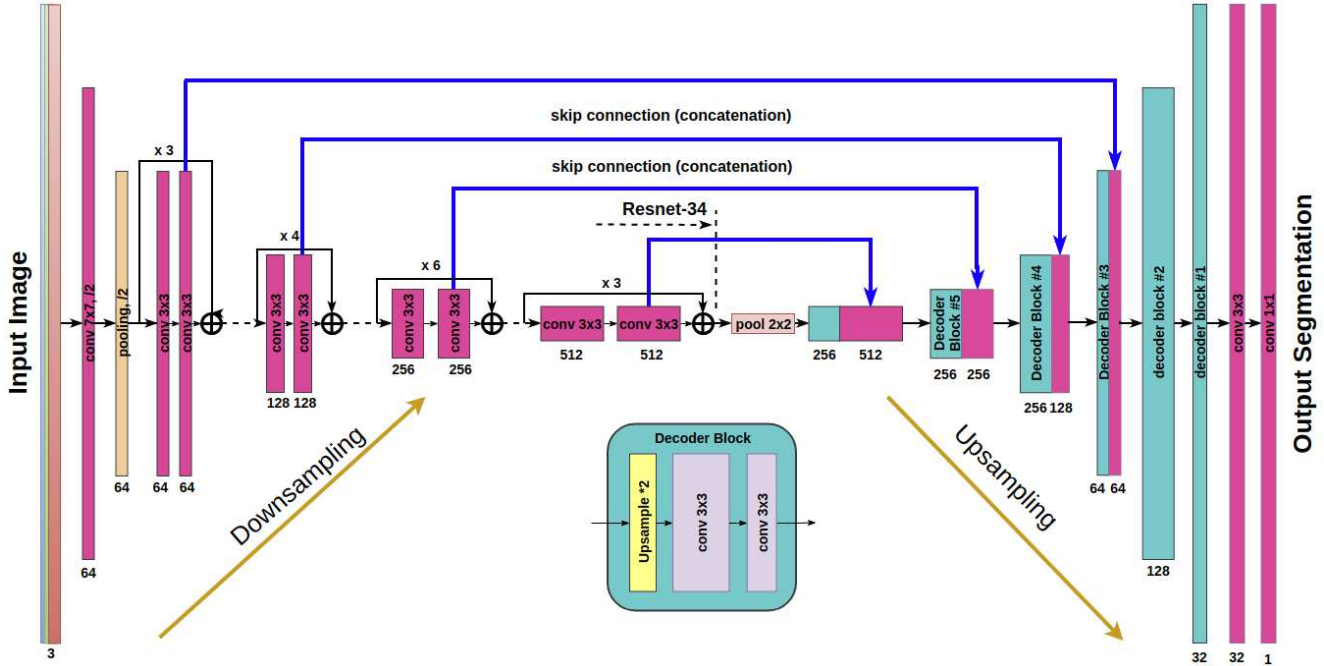 Input Image
3
conv 7x7, /2
64
pooling, /2
64
x 3
conv 3x3
conv 3x3
64 64
x 4
conv 3x3
conv 3x3
128 128
x 6
conv 3x3
conv 3x3
256 256
x 3
conv 3x3
conv 3x3
512 512
skip connection (concatenation)
skip connection (concatenation)
Resnet-34
pool 2x2
256 512
Decoder
Block #5
256 256
Decoder Block #4
256 128
Decoder Block #3
64 64
decoder block #2
128
decoder block #1
32
conv 3x3
32
conv 1x1
1
Output Segmentation
Downsampling
Upsampling
Decoder Block
Upsample *2
conv 3x3
conv 3x3